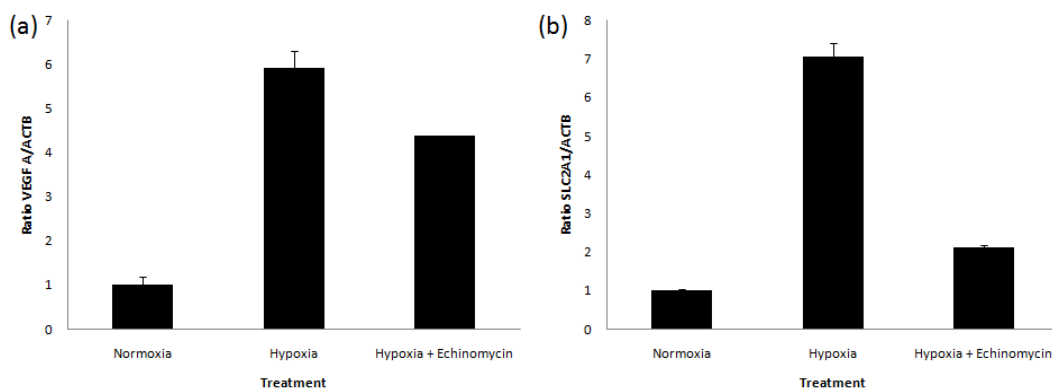 (a)
Ratio VEGF A/ACTB
7
6
5
4
3
2
1
0
Normoxia
Hypoxia
Hypoxia + Echinomycin
Treatment
(b)
Ratio SLC2A1/ACTB
8
7
6
5
4
3
2
1
0
Normoxia
Hypoxia
Hypoxia + Echinomycin
Treatment